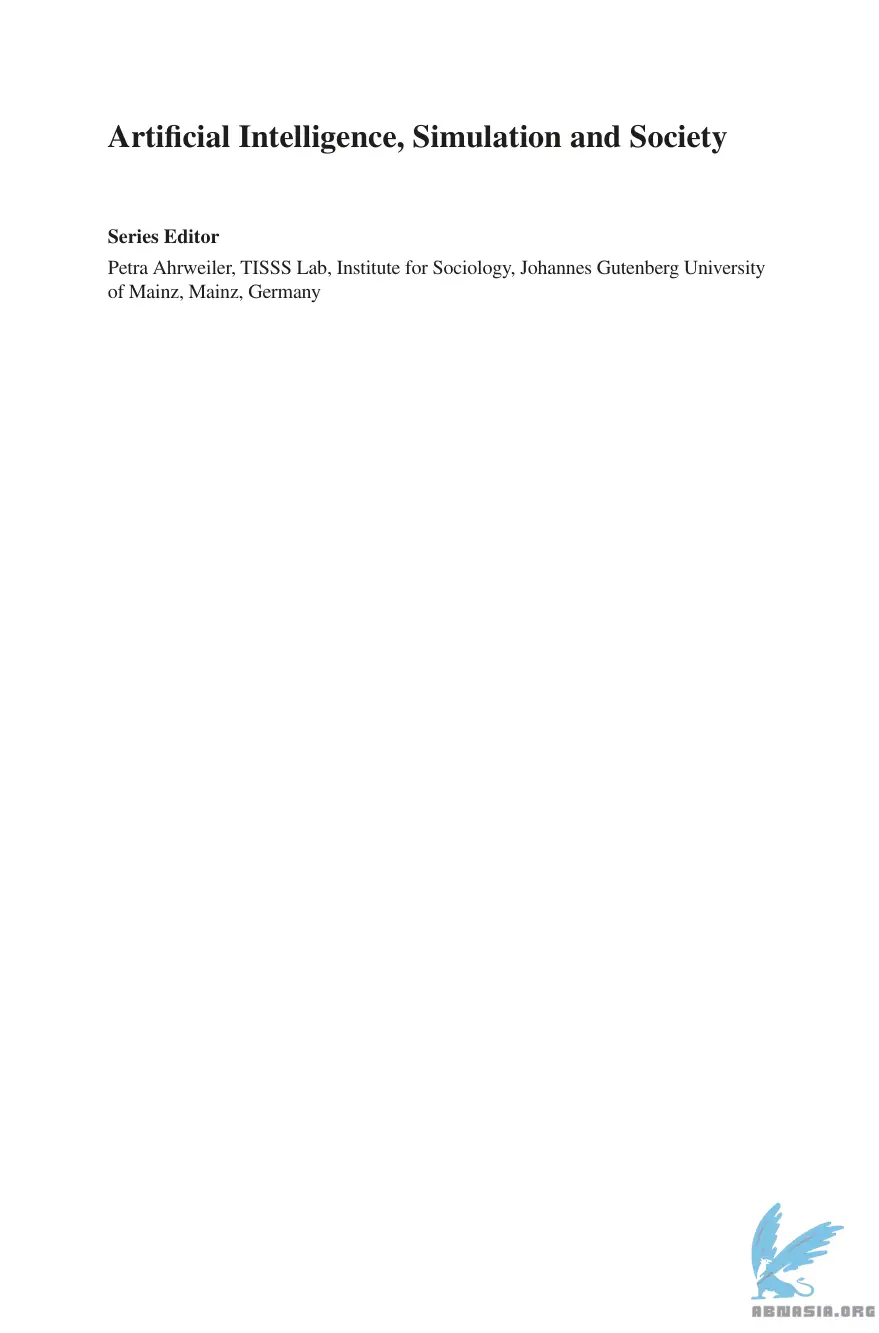 Artificial Intelligence, Simulation and Society
Series Editor
Petra Ahrweiler, TISSS Lab, Institute for Sociology, Johannes Gutenberg University
of Mainz, Mainz, Germany
ABNASIA.ORG